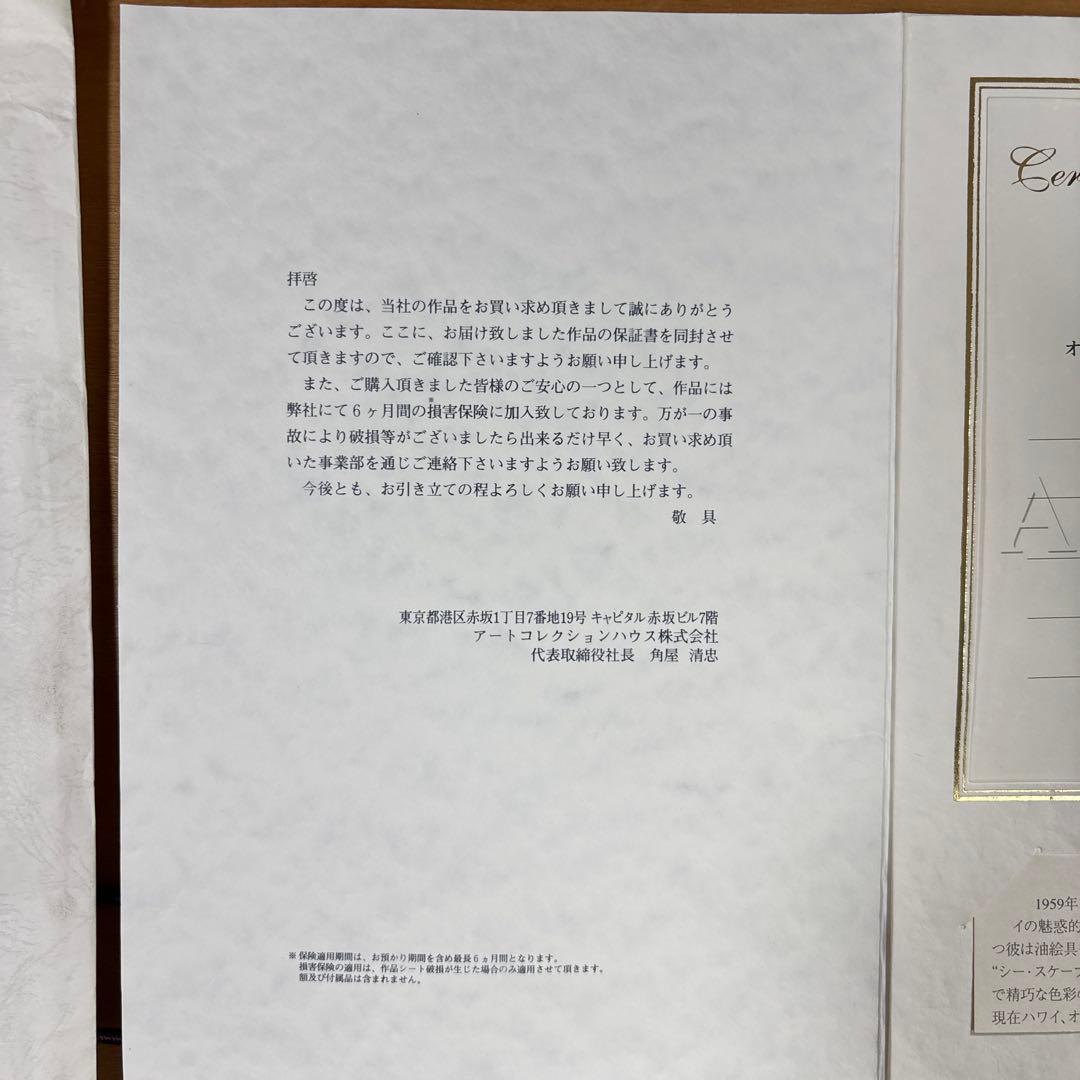 拝啓
この度は、当社の作品をお買い求め頂きまして誠にありがとう
ございます。ここに、お届け致しました作品の保証書を同封させ
て頂きますので、ご確認下さいますようお願い申し上げます。
また、ご購入頂きました皆様のご安心の一つとして、作品には
弊社にて6ヶ月間の※損害保険に加入致しております。万が一の事
故により破損等がございましたら出来るだけ早く、お買い求め頂
いた事業部を通じご連絡下さいますようお願い致します。
今後とも、お引き立ての程よろしくお願い申し上げます。
敬 具
東京都港区赤坂1丁目7番地19号 キャピタル赤坂ビル7階
アートコレクションハウス株式会社
代表取締役社長 角屋 清忠
※ 保険適用期間は、お預かり期間を含め最長6ヵ月間となります。
損害保険の適用は、作品シート破損が生じた場合のみ適用させて頂きます。
額及び付属品は含まれません。
Cer
オ
A
1959年
イの魅惑的
つ彼は油絵具
“シー・スケープ
で精巧な色彩の
現在ハワイ、オ